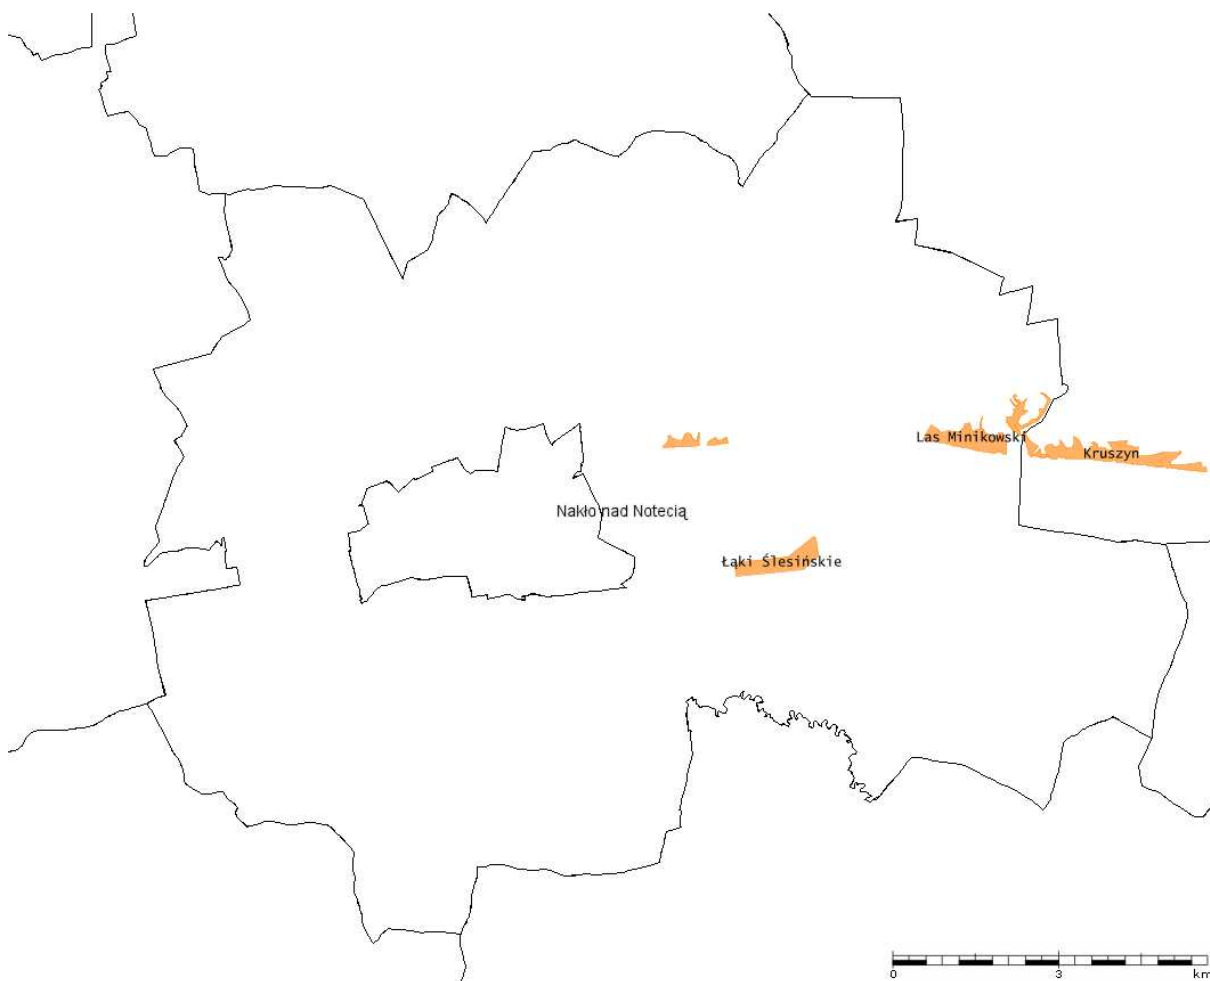 Las Minikowski
Kruszyn
Nakło nad Notecią
Łąki Ślesińskie
0 3 km